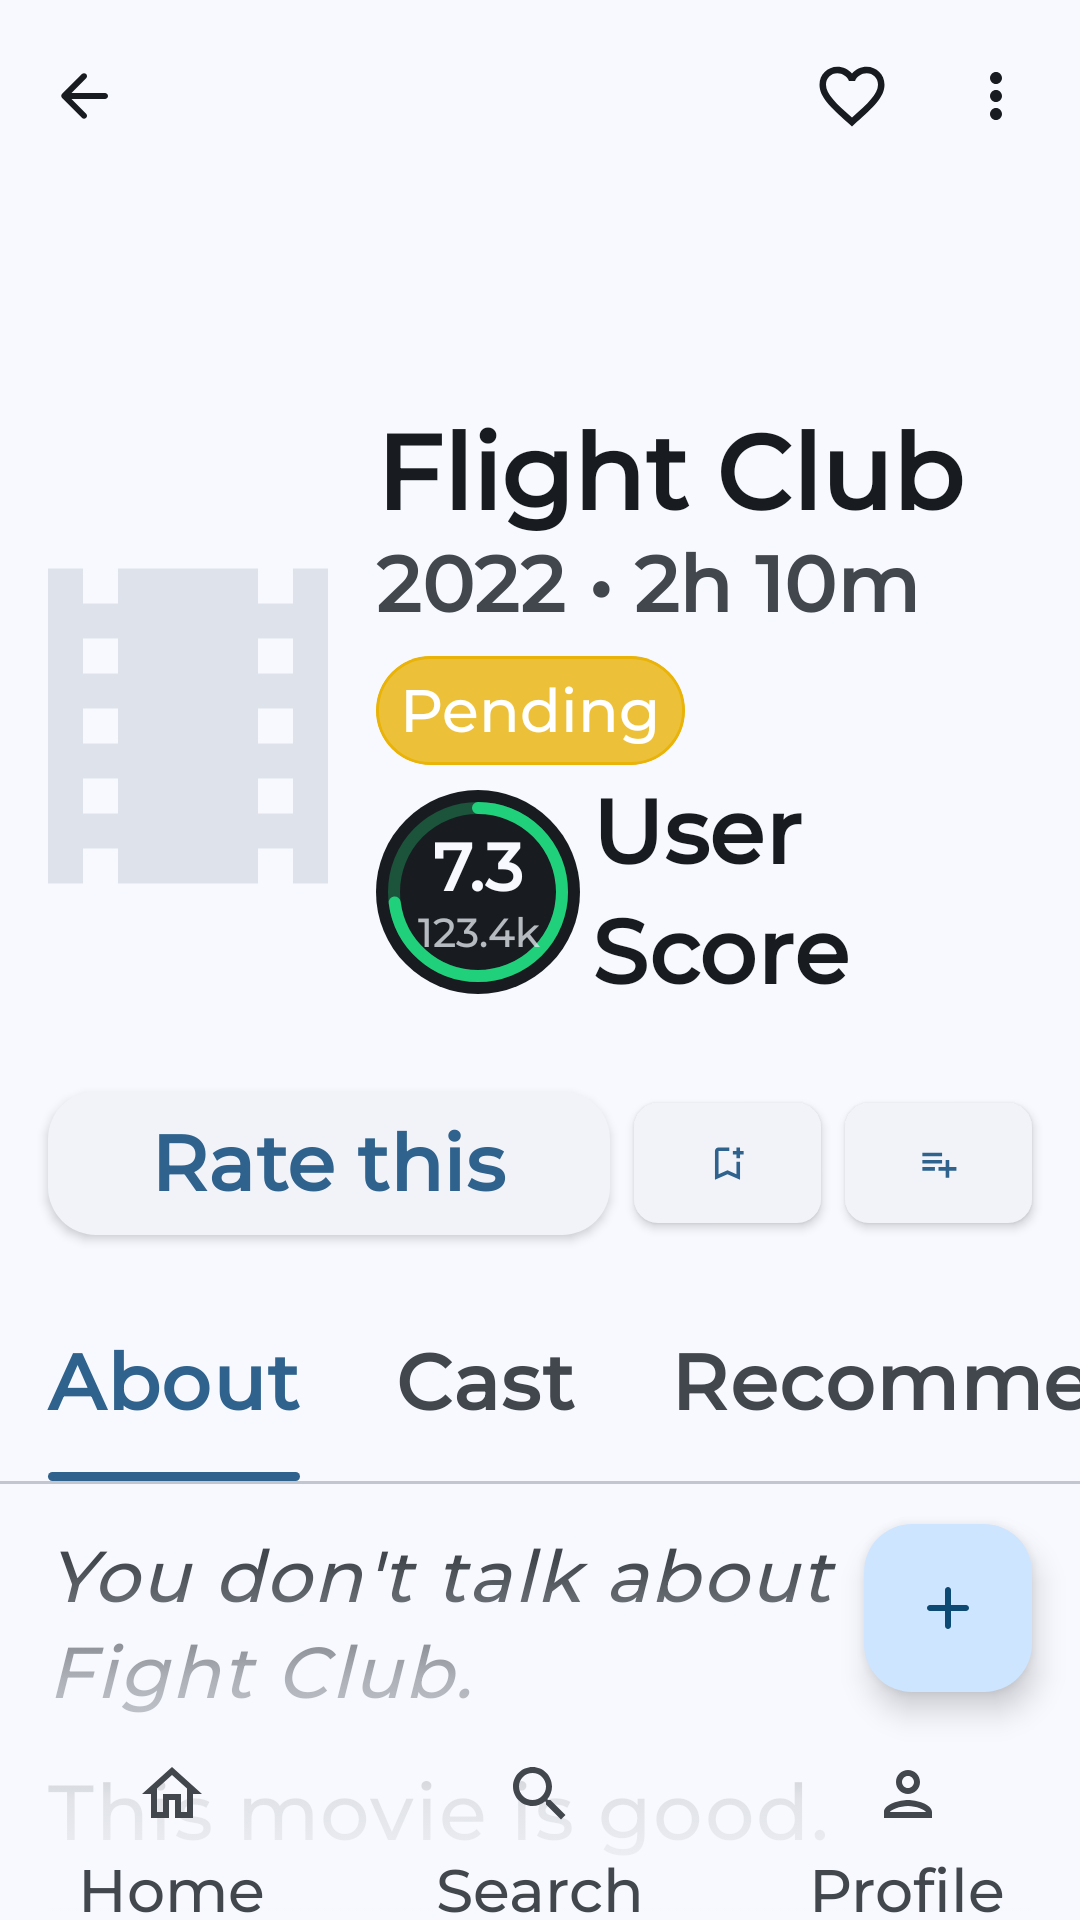 Flight Club
2022 • 2h 10m
Pending
7.3
123.4k
User
Score
Rate this
About Cast Recomme
You don't talk about
Fight Club.
This movie is good.
Home Search Profile